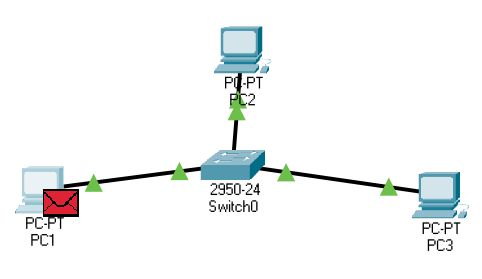 PC-PT
PC2
2950-24
Switch0
PC-PT
PC1
PC-PT
PC3